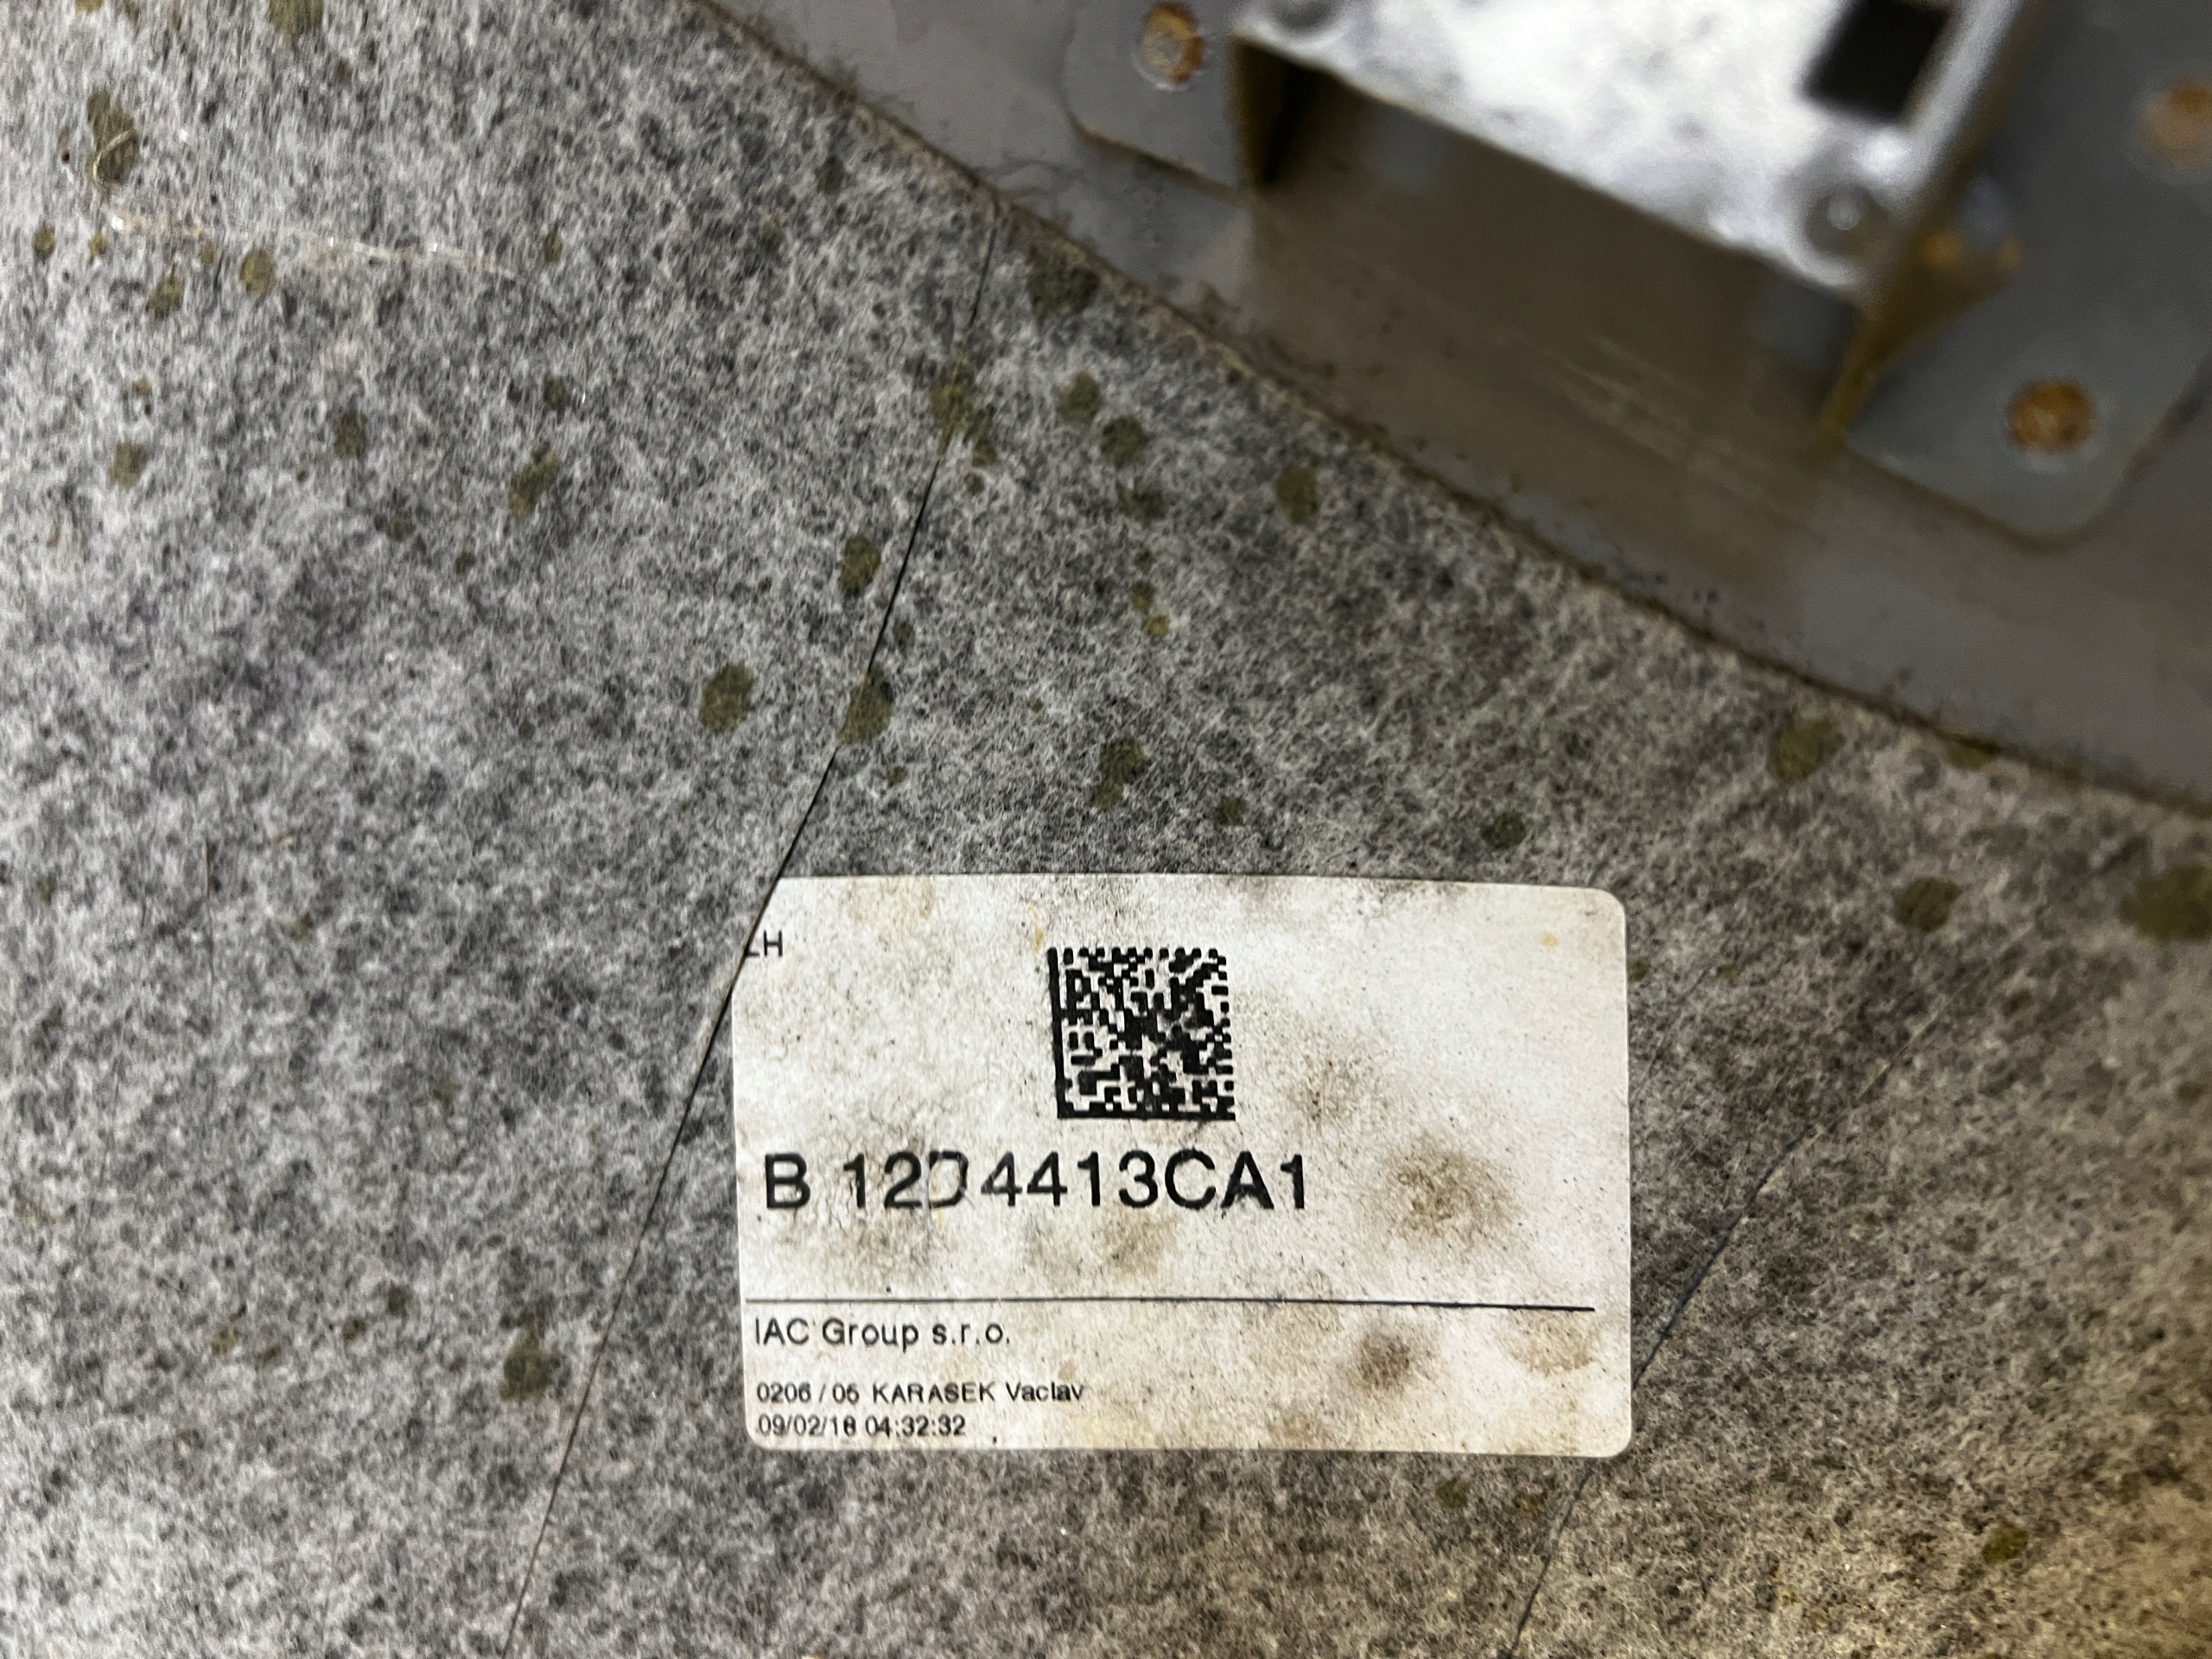 LH
B 12D4413CA1
IAC Group s.r.o.
0206 / 05 KARASEK Vaclav
09/02/18 04:32:32